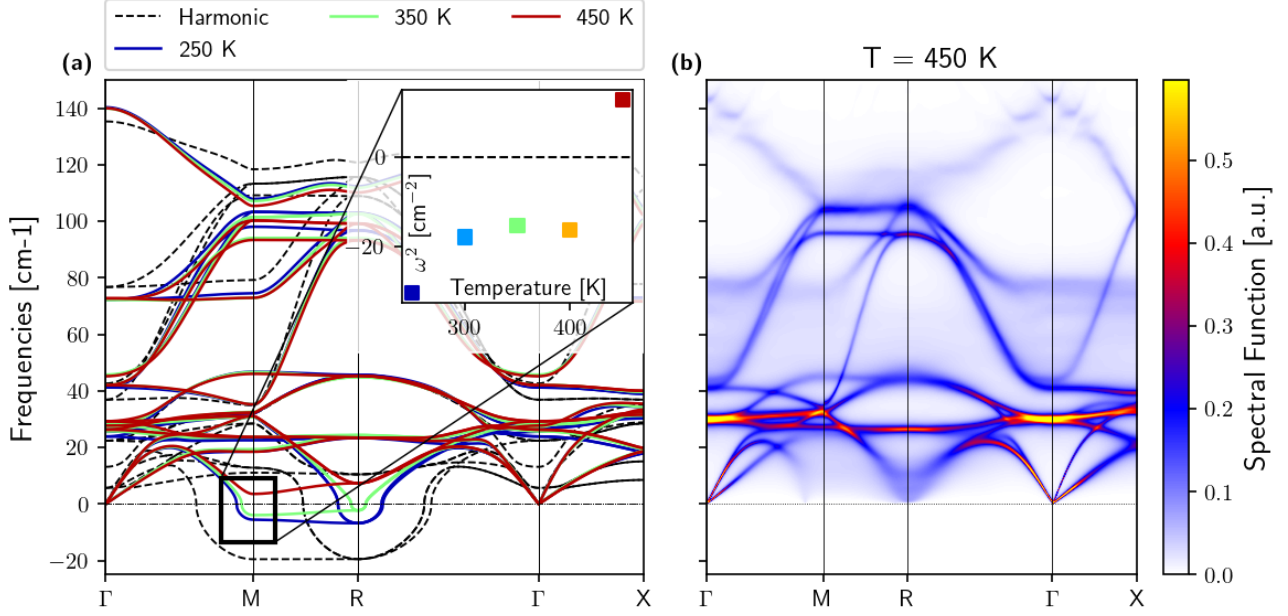 Harmonic
250 K
350 K
450 K
(a)
Frequencies [cm-1]
140
120
100
80
60
40
20
0
−20
Γ
M
R
Γ
X
0
−20
ω² [cm⁻²]
Temperature [K]
300
400
(b)
T = 450 K
Γ
M
R
Γ
X
0.5
0.4
0.3
0.2
0.1
0.0
Spectral Function [a.u.]